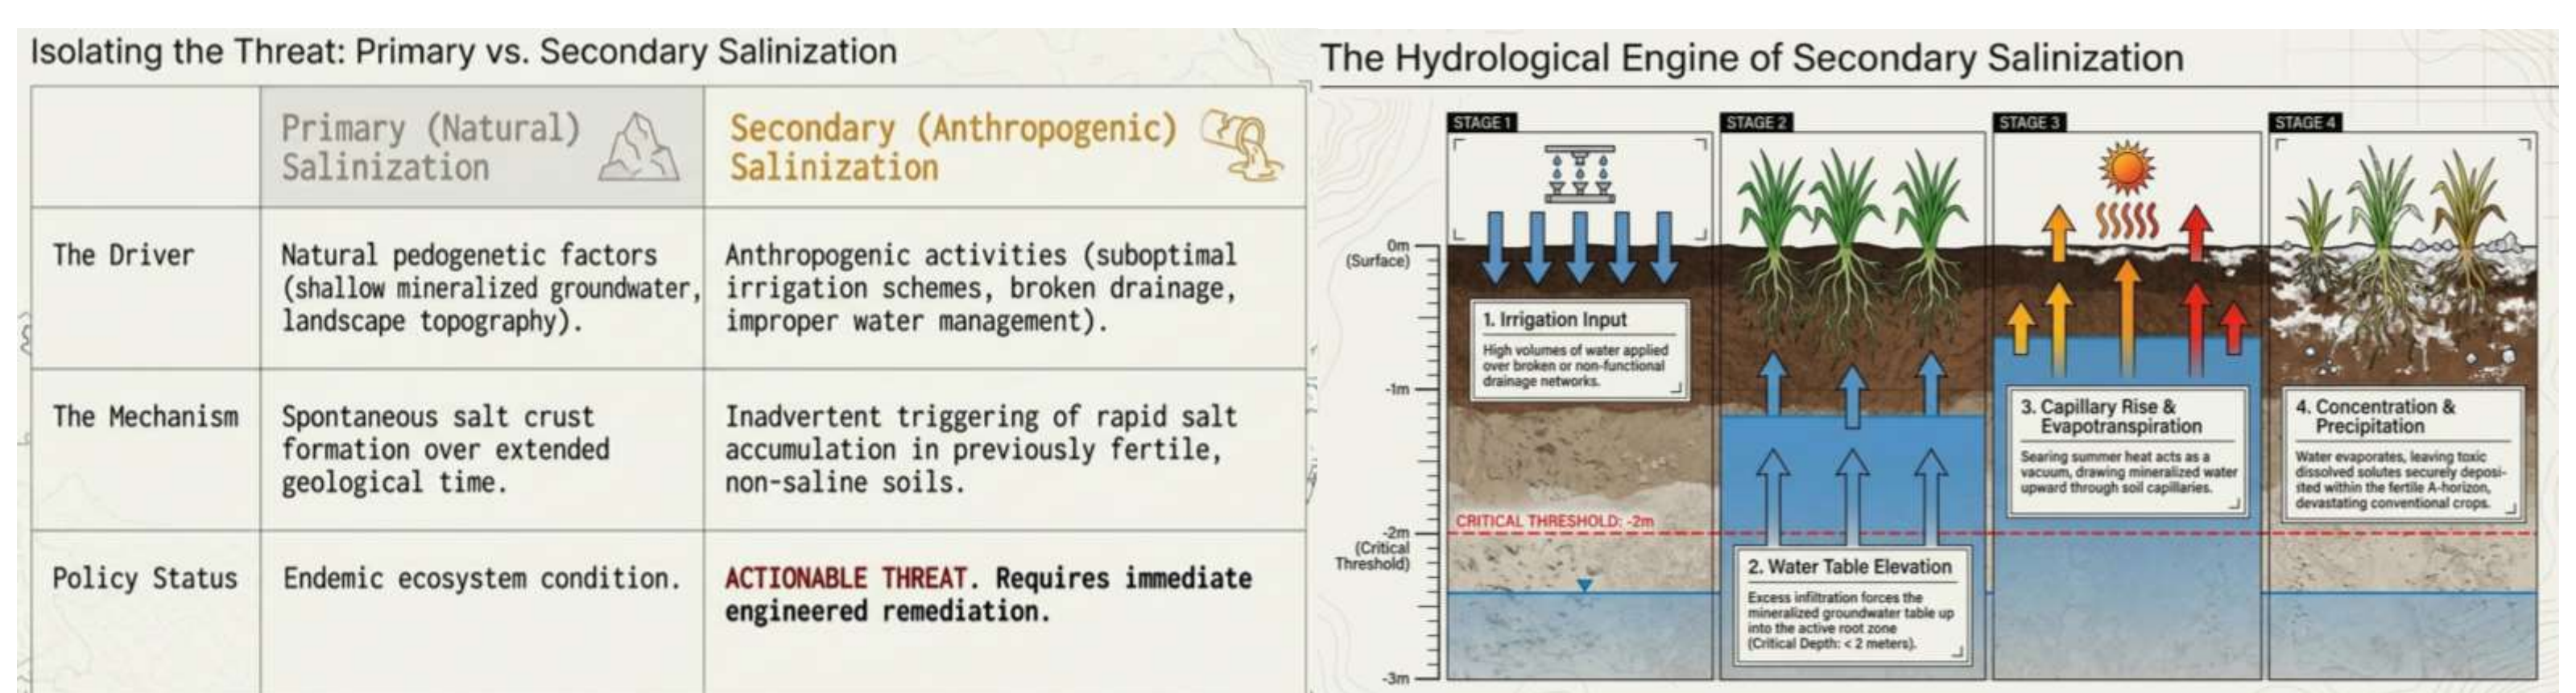 Isolating the Threat: Primary vs. Secondary Salinization
Primary (Natural)
Salinization
Secondary (Anthropogenic)
Salinization
The Driver
Natural pedogenetic factors
(shallow mineralized groundwater,
landscape topography).
Anthropogenic activities (suboptimal
irrigation schemes, broken drainage,
improper water management).
The Mechanism
Spontaneous salt crust
formation over extended
geological time.
Inadvertent triggering of rapid salt
accumulation in previously fertile,
non-saline soils.
Policy Status
Endemic ecosystem condition.
ACTIONABLE THREAT. Requires immediate
engineered remediation.
The Hydrological Engine of Secondary Salinization
0m
(Surface)
-1m
-2m
(Critical
Threshold)
-3m
STAGE 1
1. Irrigation Input
High volumes of water applied
over broken or non-functional
drainage networks.
CRITICAL THRESHOLD: -2m
STAGE 2
2. Water Table Elevation
Excess infiltration forces the
mineralized groundwater table up
into the active root zone
(Critical Depth: < 2 meters).
STAGE 3
3. Capillary Rise &
Evapotranspiration
Searing summer heat acts as a
vacuum, drawing mineralized water
upward through soil capillaries.
STAGE 4
4. Concentration &
Precipitation
Water evaporates, leaving toxic
dissolved solutes securely deposi-
sted within the fertile A-horizon,
devastating conventional crops.